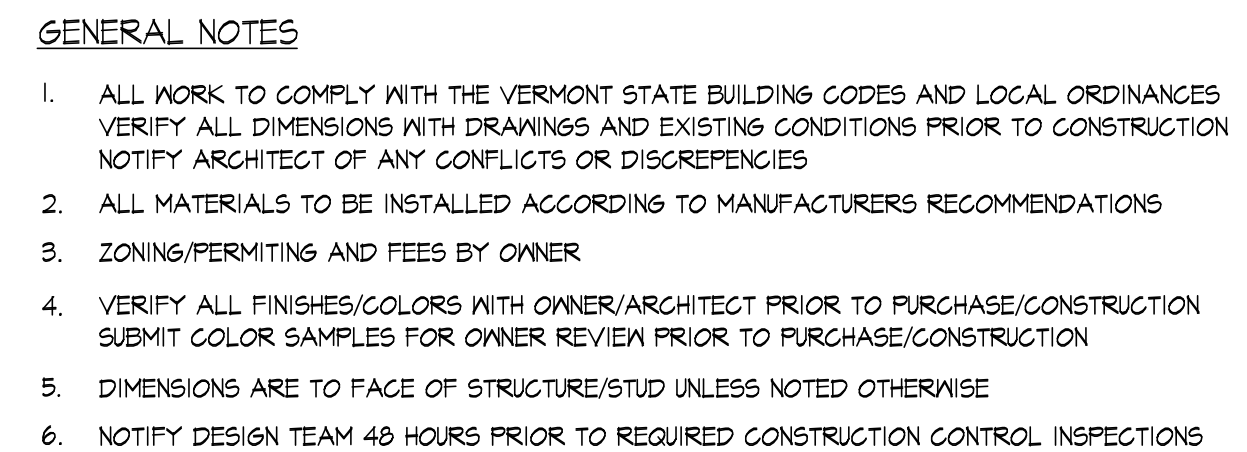 GENERAL NOTES
1. ALL WORK TO COMPLY WITH THE VERMONT STATE BUILDING CODES AND LOCAL ORDINANCES
VERIFY ALL DIMENSIONS WITH DRAWINGS AND EXISTING CONDITIONS PRIOR TO CONSTRUCTION
NOTIFY ARCHITECT OF ANY CONFLICTS OR DISCREPENCIES
2. ALL MATERIALS TO BE INSTALLED ACCORDING TO MANUFACTURERS RECOMMENDATIONS
3. ZONING/PERMITING AND FEES BY OWNER
4. VERIFY ALL FINISHES/COLORS WITH OWNER/ARCHITECT PRIOR TO PURCHASE/CONSTRUCTION
SUBMIT COLOR SAMPLES FOR OWNER REVIEW PRIOR TO PURCHASE/CONSTRUCTION
5. DIMENSIONS ARE TO FACE OF STRUCTURE/STUD UNLESS NOTED OTHERWISE
6. NOTIFY DESIGN TEAM 48 HOURS PRIOR TO REQUIRED CONSTRUCTION CONTROL INSPECTIONS